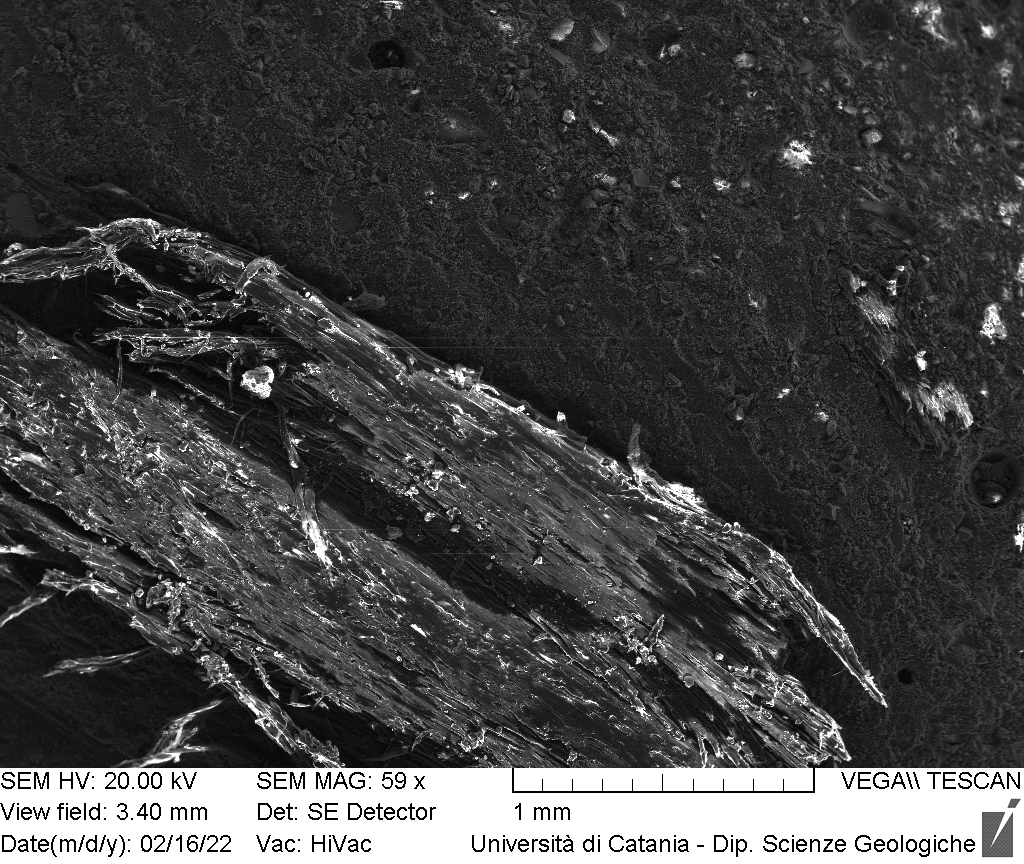 SEM HV: 20.00 kV SEM MAG: 59 x VEGA\\ TESCAN
View field: 3.40 mm Det: SE Detector 1 mm
Date(m/d/y): 02/16/22 Vac: HiVac Università di Catania - Dip. Scienze Geologiche